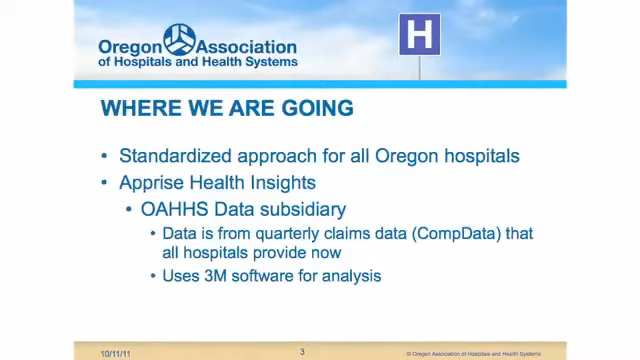 Oregon Association
of Hospitals and Health Systems
H
WHERE WE ARE GOING
• Standardized approach for all Oregon hospitals
• Apprise Health Insights
• OAHHS Data subsidiary
• Data is from quarterly claims data (CompData) that
all hospitals provide now
• Uses 3M software for analysis
10/11/11
3
© Oregon Association of Hospitals and Health Systems